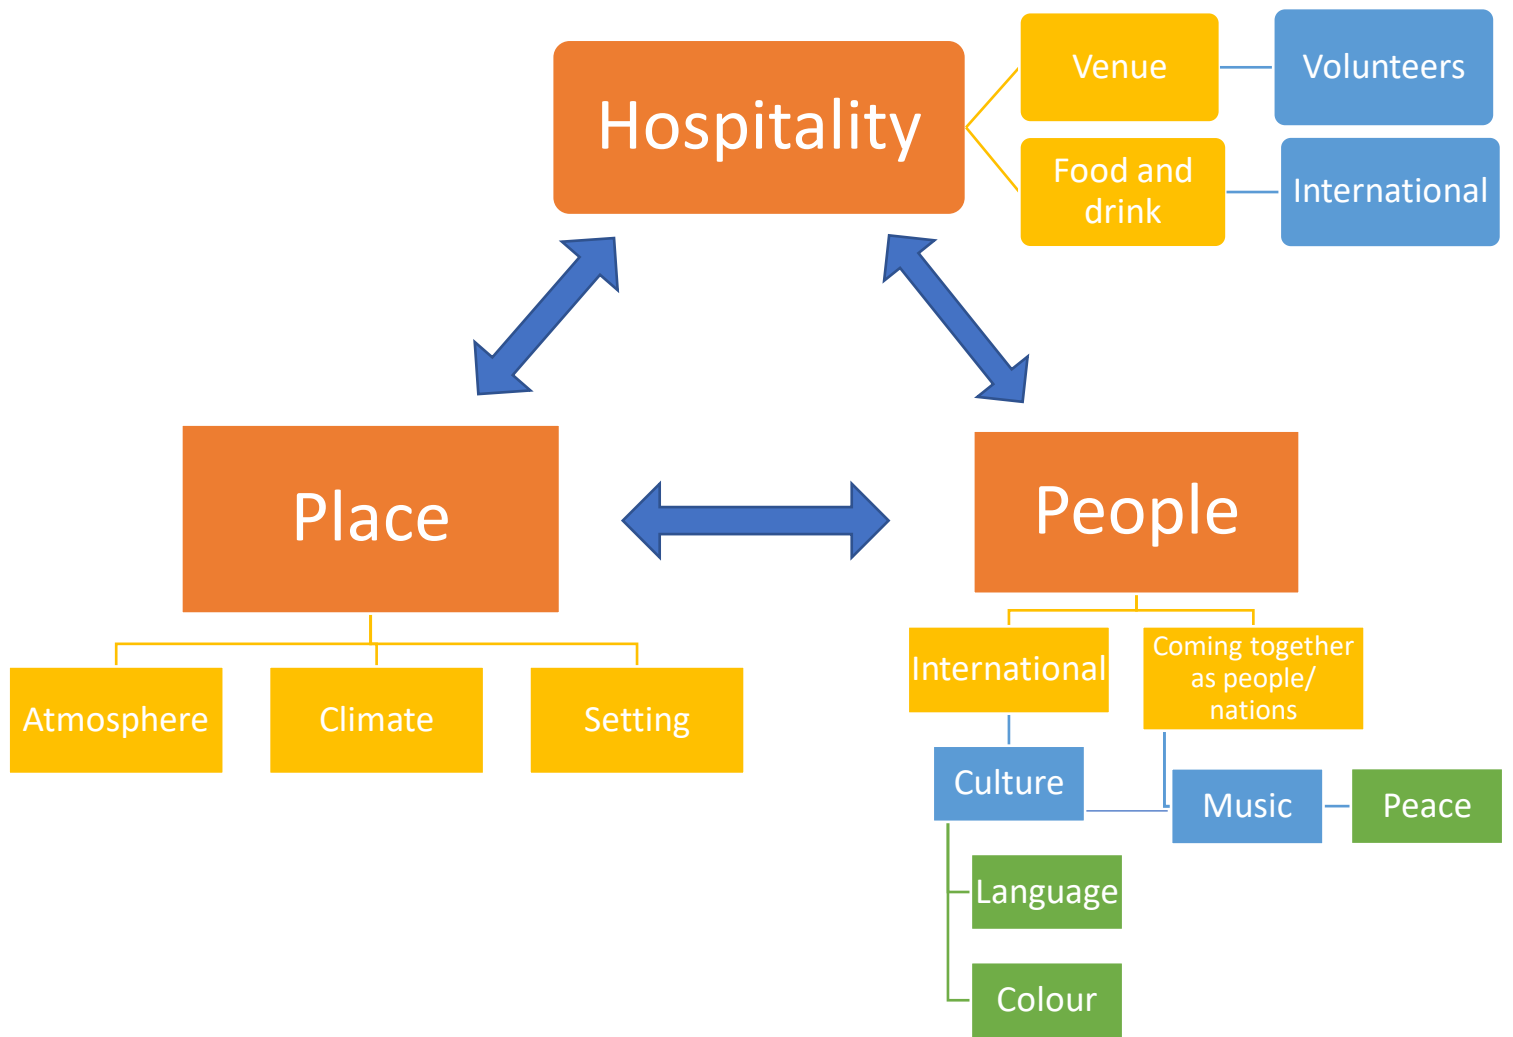 Hospitality
Venue
Volunteers
Food and
drink
International
Place
People
Atmosphere
Climate
Setting
International
Coming together
as people/
nations
Culture
Music
Peace
Language
Colour